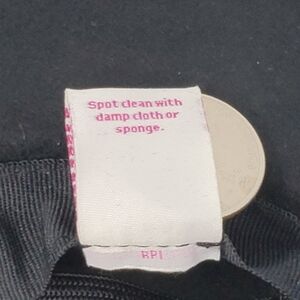 Spot clean with
damp cloth or
sponge.
RPI